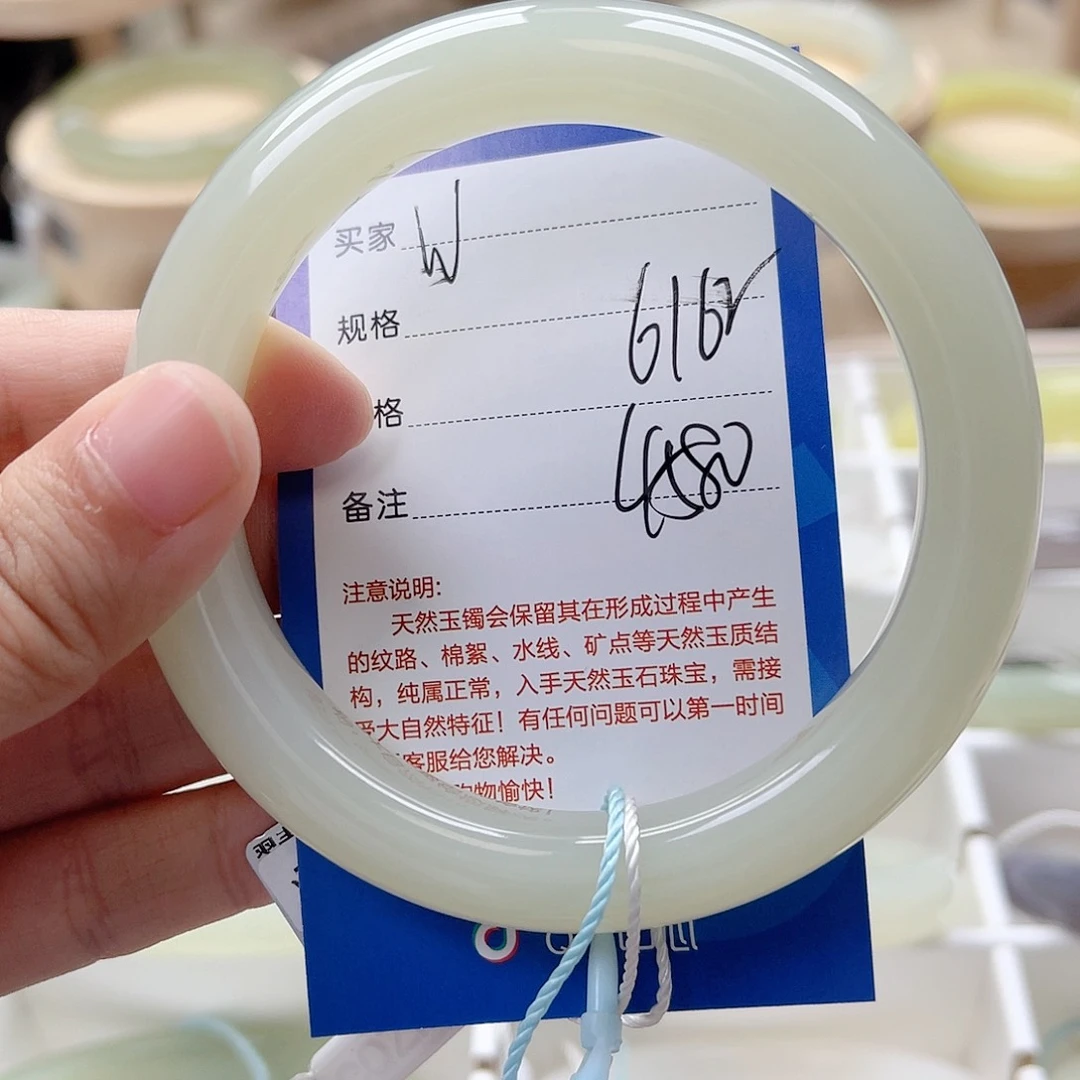 买家 W
规格 616r
格
备注 4580
注意说明:
天然玉镯会保留其在形成过程中产生
的纹路、棉絮、水线、矿点等天然玉质结
构，纯属正常，入手天然玉石珠宝，需接
受大自然特征！有任何问题可以第一时间
客服给您解决。
购物愉快！